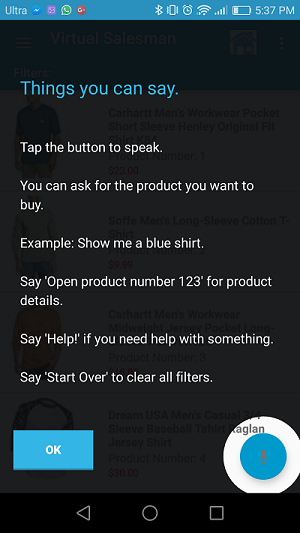 Ultra
5:37 PM
Virtual Salesman
Filters
Things you can say.
Carhartt Men's Workwear Pocket
Short Sleeve Henley Original Fit
Shirt K84
Product Number: 1
Tap the button to speak.
You can ask for the product you want to
buy.
Soffe Men's Long-Sleeve Cotton T-
Shirt
$9.99
Example: Show me a blue shirt.
Say 'Open product number 123' for product
details.
Carhartt Men's Workwear
Midweight Jersey Pocket Long-
Say 'Help!' if you need help with something.
Product Number: 3
Say 'Start Over' to clear all filters.
Dream USA Men's Casual 3/4
Sleeve Baseball Tshirt Raglan
Jersey Shirt
Product Number: 4
OK